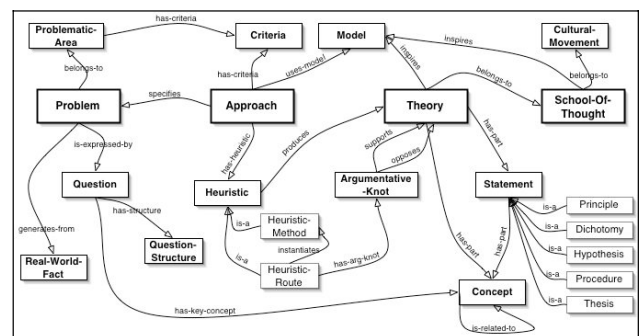 Problematic-
Area
has-criteria
Criteria
Model
inspires
Cultural-
Movement
belongs-to
has-criteria
uses-model
inspires
belongs-to
belongs-to
Problem
specifies
Approach
Theory
School-Of-
Thought
is-expressed-by
has-heuristic
produces
supports
opposes
has-part
Question
Heuristic
Argumentative
-Knot
Statement
has-structure
is-a
Heuristic-
Method
is-a
Principle
is-a
Dichotomy
generates-from
Question-
Structure
instantiates
has-arg-knot
has-part
has-part
is-a
Hypothesis
Real-World-
Fact
is-a
Heuristic-
Route
is-a
Procedure
is-a
Thesis
has-key-concept
Concept
is-related-to